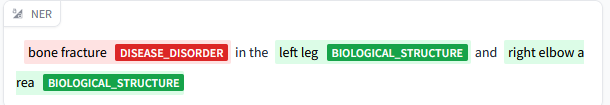 NER
bone fracture DISEASE_DISORDER in the left leg BIOLOGICAL_STRUCTURE and right elbow a
rea BIOLOGICAL_STRUCTURE